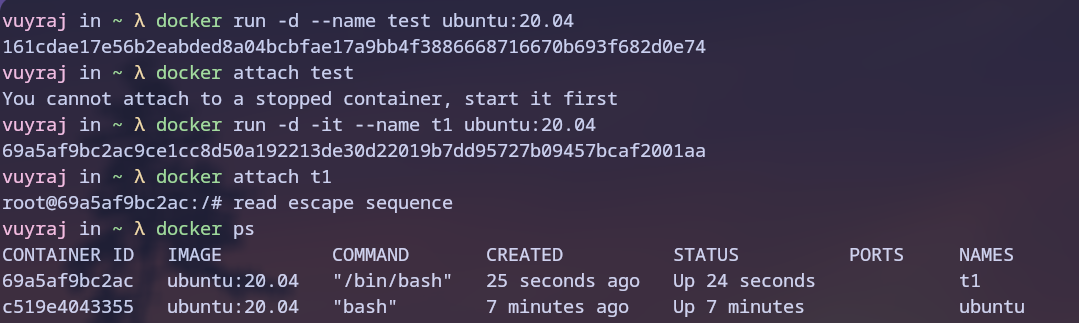 vuyraj in ~ λ docker run -d --name test ubuntu:20.04
161cdae17e56b2eabded8a04bcbfae17a9bb4f3886668716670b693f682d0e74
vuyraj in ~ λ docker attach test
You cannot attach to a stopped container, start it first
vuyraj in ~ λ docker run -d -it --name t1 ubuntu:20.04
69a5af9bc2ac9ce1cc8d50a192213de30d22019b7dd95727b09457bcaf2001aa
vuyraj in ~ λ docker attach t1
root@69a5af9bc2ac:/# read escape sequence
vuyraj in ~ λ docker ps
CONTAINER ID   IMAGE          COMMAND       CREATED          STATUS          PORTS     NAMES
69a5af9bc2ac   ubuntu:20.04   "/bin/bash"   25 seconds ago   Up 24 seconds             t1
c519e4043355   ubuntu:20.04   "bash"        7 minutes ago    Up 7 minutes              ubuntu